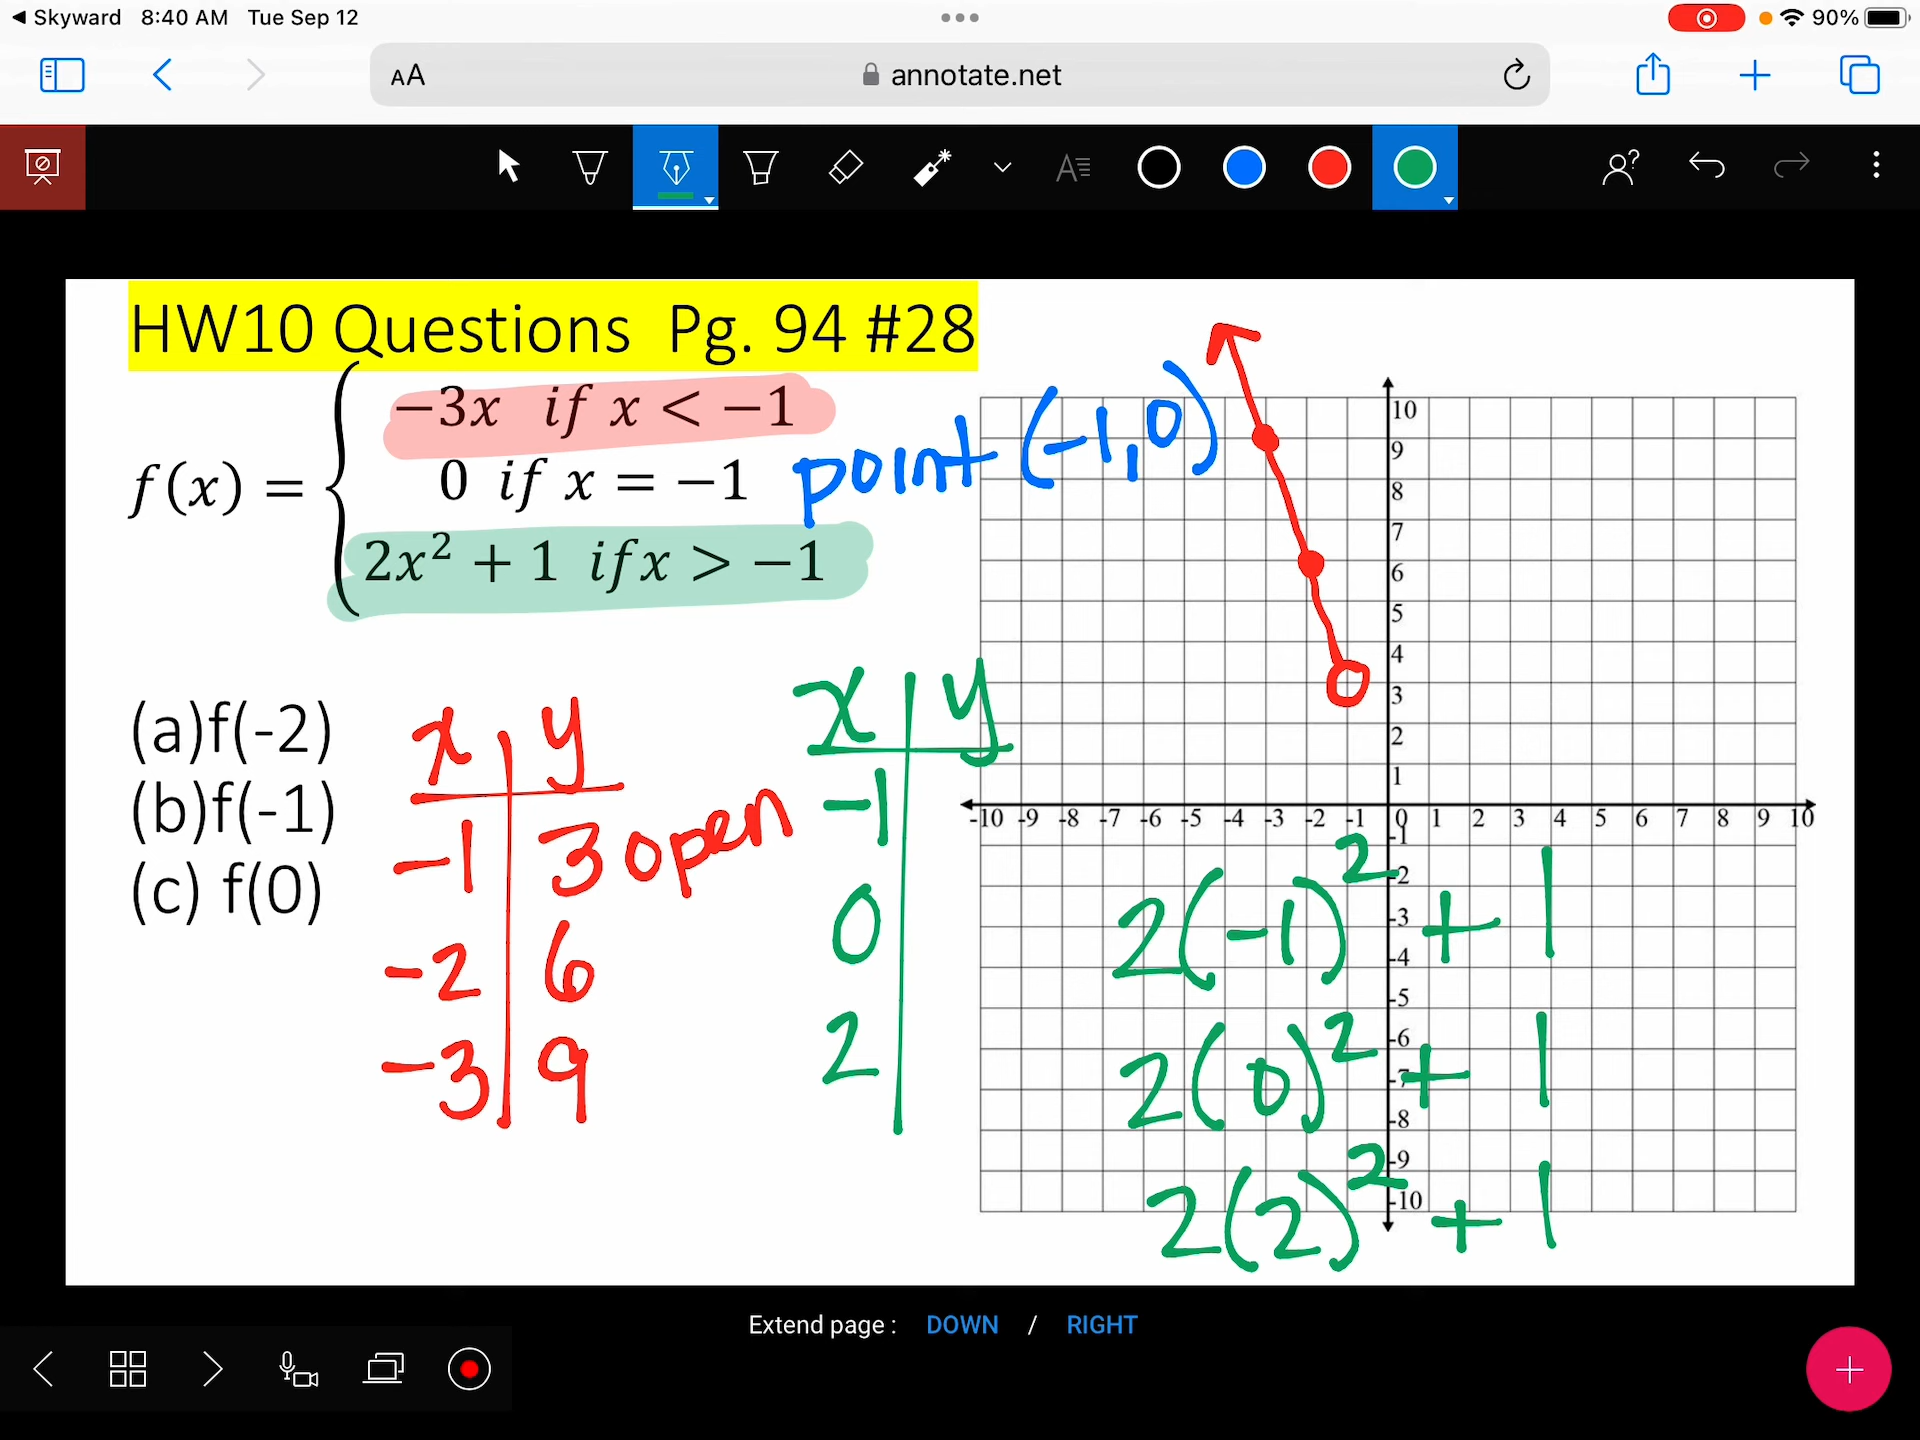 ◀ Skyward 8:40 AM Tue Sep 12
90%
AA annotate.net
HW10 Questions Pg. 94 #28
−3x if x < −1
f(x) = { 0 if x = −1 point (-1,0)
2x² + 1 ifx > −1
(a)f(-2)
(b)f(-1)
(c) f(0)
x y
-1 3 open
-2 6
-3 9
x y
-1
0
2
10
9
8
7
6
5
4
3
2
1
-10 -9 -8 -7 -6 -5 -4 -3 -2 -1 0 1 2 3 4 5 6 7 8 9 10
-1
-2
-3
-4
-5
-6
-7
-8
-9
-10
2(-1)² + 1
2(0)² + 1
2(2)² + 1
Extend page : DOWN / RIGHT